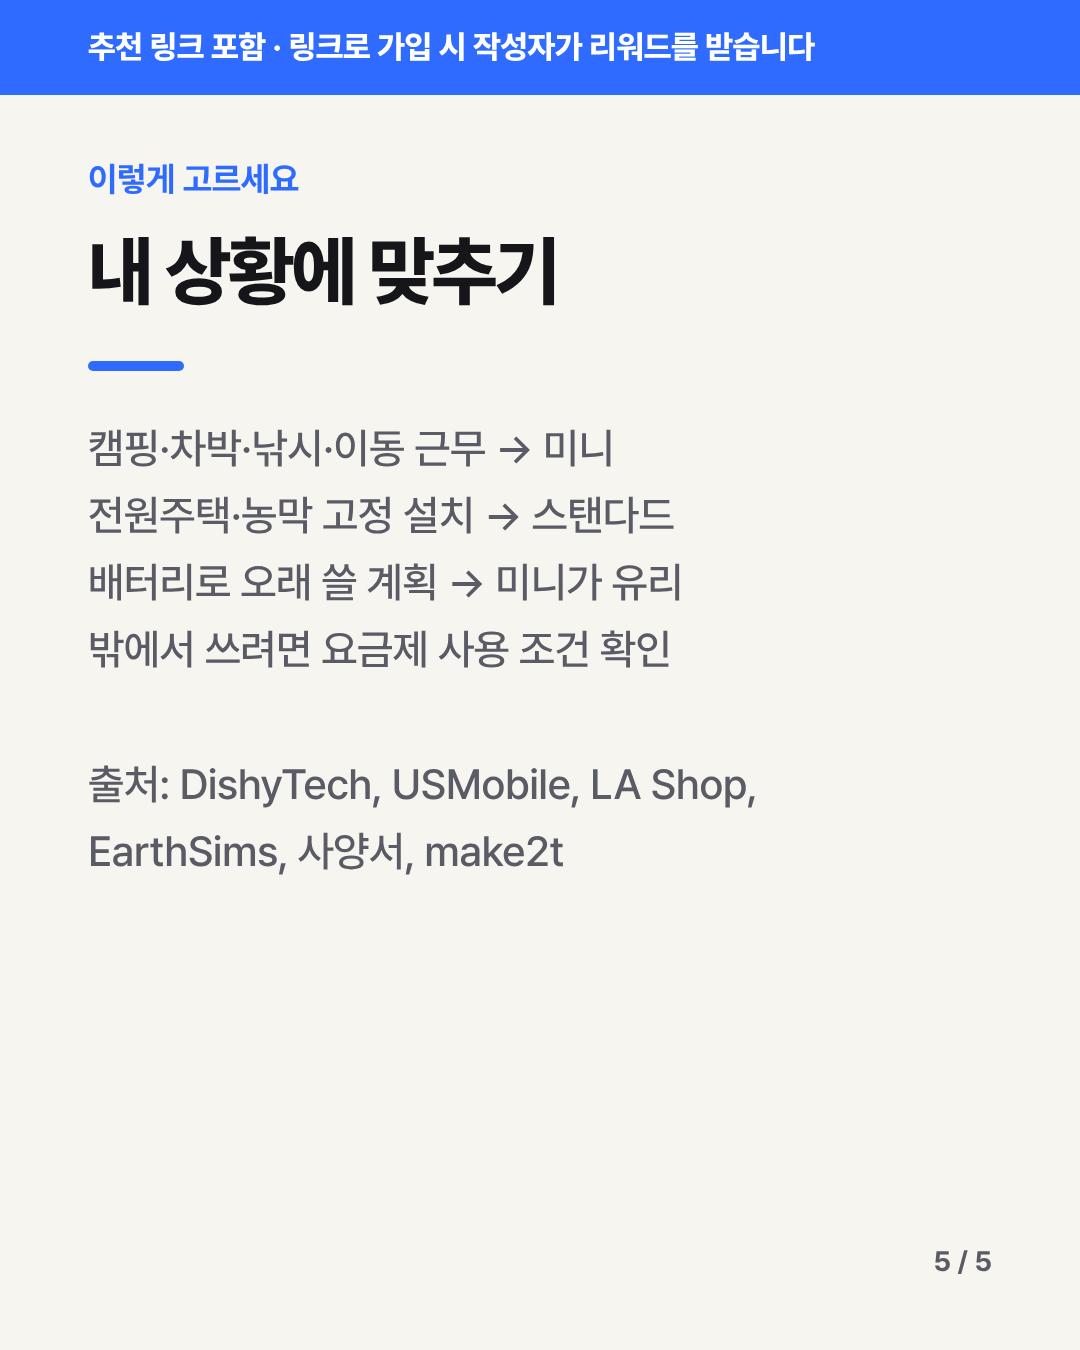 추천 링크 포함 · 링크로 가입 시 작성자가 리워드를 받습니다
이렇게 고르세요
내 상황에 맞추기
캠핑·차박·낚시·이동 근무 → 미니
전원주택·농막 고정 설치 → 스탠다드
배터리로 오래 쓸 계획 → 미니가 유리
밖에서 쓰려면 요금제 사용 조건 확인
출처: DishyTech, USMobile, LA Shop,
EarthSims, 사양서, make2t
5 / 5